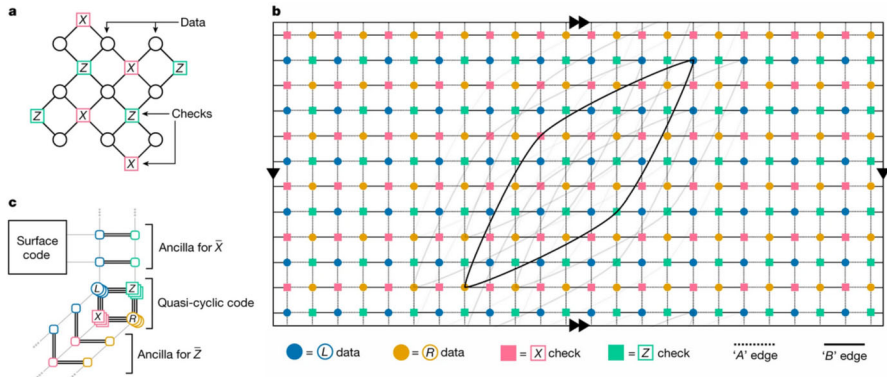 a
X
Data
Z
X
Z
Checks
Z
X
Z
X
b
c
Surface
code
Ancilla for X̄
L
Z
Quasi-cyclic code
X
R
Ancilla for Z̄
= L data
= R data
= X check
= Z check
'A' edge
'B' edge